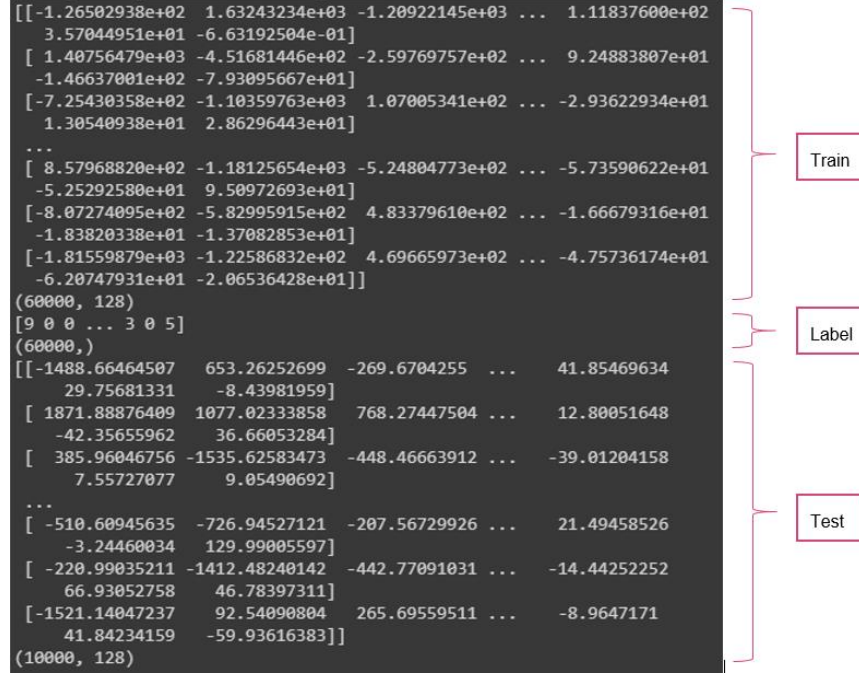 [[-1.26502938e+02  1.63243234e+03 -1.20922145e+03 ...  1.11837600e+02
   3.57044951e+01 -6.63192504e-01]
 [ 1.40756479e+03 -4.51681446e+02 -2.59769757e+02 ...  9.24883807e+01
  -1.46637001e+02 -7.93095667e+01]
 [-7.25430358e+02 -1.10359763e+03  1.07005341e+02 ... -2.93622934e+01
   1.30540938e+01  2.86296443e+01]
 ...
 [ 8.57968820e+02 -1.18125654e+03 -5.24804773e+02 ... -5.73590622e+01
  -5.25292580e+01  9.50972693e+01]
 [-8.07274095e+02 -5.82995915e+02  4.83379610e+02 ... -1.66679316e+01
  -1.83820338e+01 -1.37082853e+01]
 [-1.81559879e+03 -1.22586832e+02  4.69665973e+02 ... -4.75736174e+01
  -6.20747931e+01 -2.06536428e+01]]
(60000, 128)
Train
[9 0 0 ... 3 0 5]
(60000,)
Label
[[-1488.66464507   653.26252699  -269.6704255  ...    41.85469634
     29.75681331    -8.43981959]
 [ 1871.88876409  1077.02333858   768.27447504 ...    12.80051648
    -42.35655962    36.66053284]
 [  385.96046756 -1535.62583473  -448.46663912 ...   -39.01204158
      7.55727077     9.05490692]
 ...
 [ -510.60945635  -726.94527121  -207.56729926 ...    21.49458526
     -3.24460034   129.99005597]
 [ -220.99035211 -1412.48240142  -442.77091031 ...   -14.44252252
     66.93052758    46.78397311]
 [-1521.14047237    92.54090804   265.69559511 ...    -8.9647171
     41.84234159   -59.93616383]]
(10000, 128)
Test